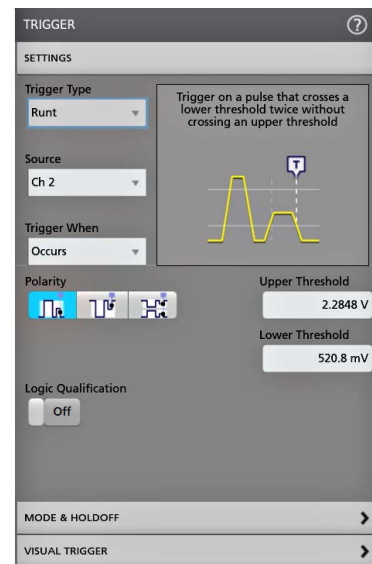 TRIGGER
SETTINGS
Trigger Type
Runt
Trigger on a pulse that crosses a
lower threshold twice without
crossing an upper threshold
T
Source
Ch 2
Trigger When
Occurs
Polarity
Upper Threshold
2.2848 V
Lower Threshold
520.8 mV
Logic Qualification
Off
MODE & HOLDOFF
VISUAL TRIGGER